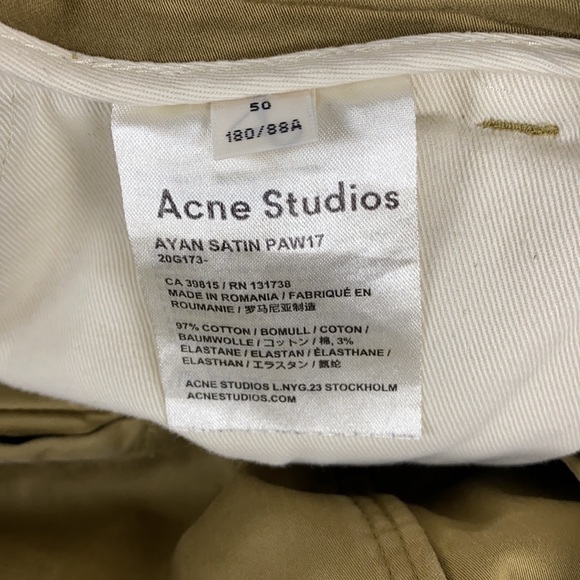 50
180/88A
Acne Studios
AYAN SATIN PAW17
20G173-
CA 39815 / RN 131738
MADE IN ROMANIA / FABRIQUÉ EN
ROUMANIE / 罗马尼亚制造
97% COTTON / BOMULL / COTON /
BAUMWOLLE / コットン / 棉, 3%
ELASTANE / ELASTAN / ÉLASTHANE /
ELASTHAN / エラスタン / 氨纶
ACNE STUDIOS L.NYG.23 STOCKHOLM
ACNESTUDIOS.COM